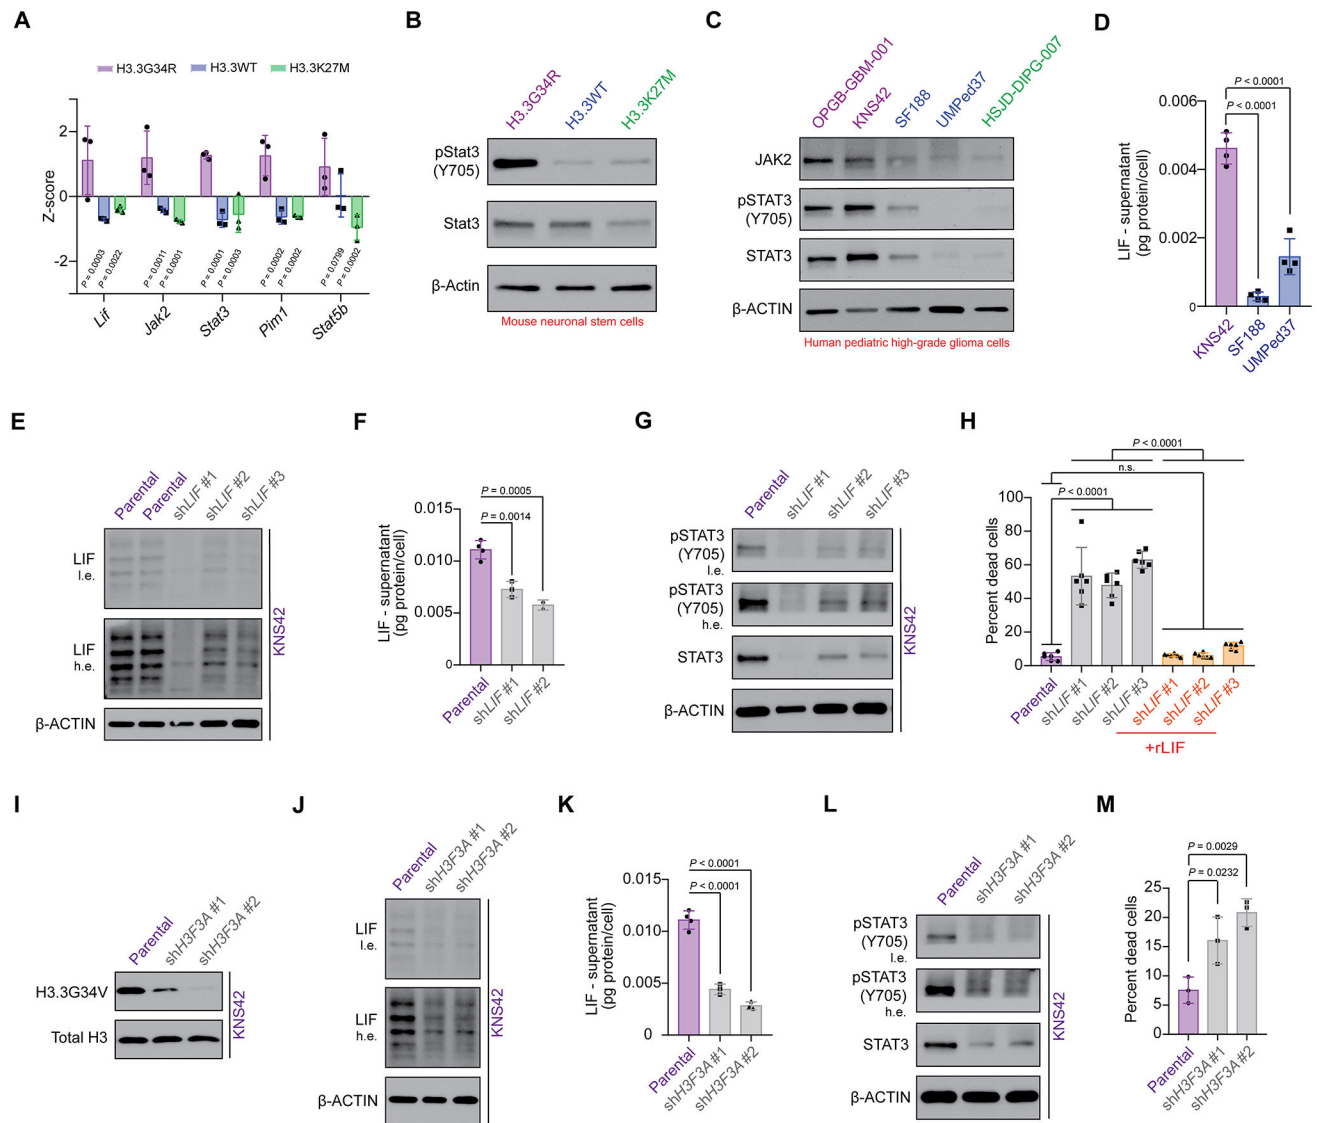 A
H3.3G34R H3.3WT H3.3K27M
Z-score
2
0
-2
P = 0.0003
P = 0.0022
P = 0.0011
P = 0.0001
P = 0.0001
P = 0.0003
P = 0.0002
P = 0.0002
P = 0.0799
P = 0.0002
Lif
Jak2
Stat3
Pim1
Stat5b
B
H3.3G34R
H3.3WT
H3.3K27M
pStat3
(Y705)
Stat3
β-Actin
Mouse neuronal stem cells
C
OPGB-GBM-001
KNS42
SF188
UMPed37
HSJD-DIPG-007
JAK2
pSTAT3
(Y705)
STAT3
β-ACTIN
Human pediatric high-grade glioma cells
D
P < 0.0001
P < 0.0001
LIF - supernatant
(pg protein/cell)
0.006
0.004
0.002
0
KNS42
SF188
UMPed37
E
Parental
Parental
shLIF #1
shLIF #2
shLIF #3
LIF
l.e.
LIF
h.e.
β-ACTIN
KNS42
F
P = 0.0005
P = 0.0014
LIF - supernatant
(pg protein/cell)
0.015
0.010
0.005
0
Parental
shLIF #1
shLIF #2
G
Parental
shLIF #1
shLIF #2
shLIF #3
pSTAT3
(Y705)
l.e.
pSTAT3
(Y705)
h.e.
STAT3
β-ACTIN
KNS42
H
P < 0.0001
n.s.
P < 0.0001
Percent dead cells
100
80
60
40
20
0
Parental
shLIF #1
shLIF #2
shLIF #3
shLIF #1
shLIF #2
shLIF #3
+rLIF
I
Parental
shH3F3A #1
shH3F3A #2
H3.3G34V
Total H3
KNS42
J
Parental
shH3F3A #1
shH3F3A #2
LIF
l.e.
LIF
h.e.
β-ACTIN
KNS42
K
P < 0.0001
P < 0.0001
LIF - supernatant
(pg protein/cell)
0.015
0.010
0.005
0
Parental
shH3F3A #1
shH3F3A #2
L
Parental
shH3F3A #1
shH3F3A #2
pSTAT3
(Y705)
l.e.
pSTAT3
(Y705)
h.e.
STAT3
β-ACTIN
KNS42
M
P = 0.0029
P = 0.0232
Percent dead cells
25
20
15
10
5
0
Parental
shH3F3A #1
shH3F3A #2